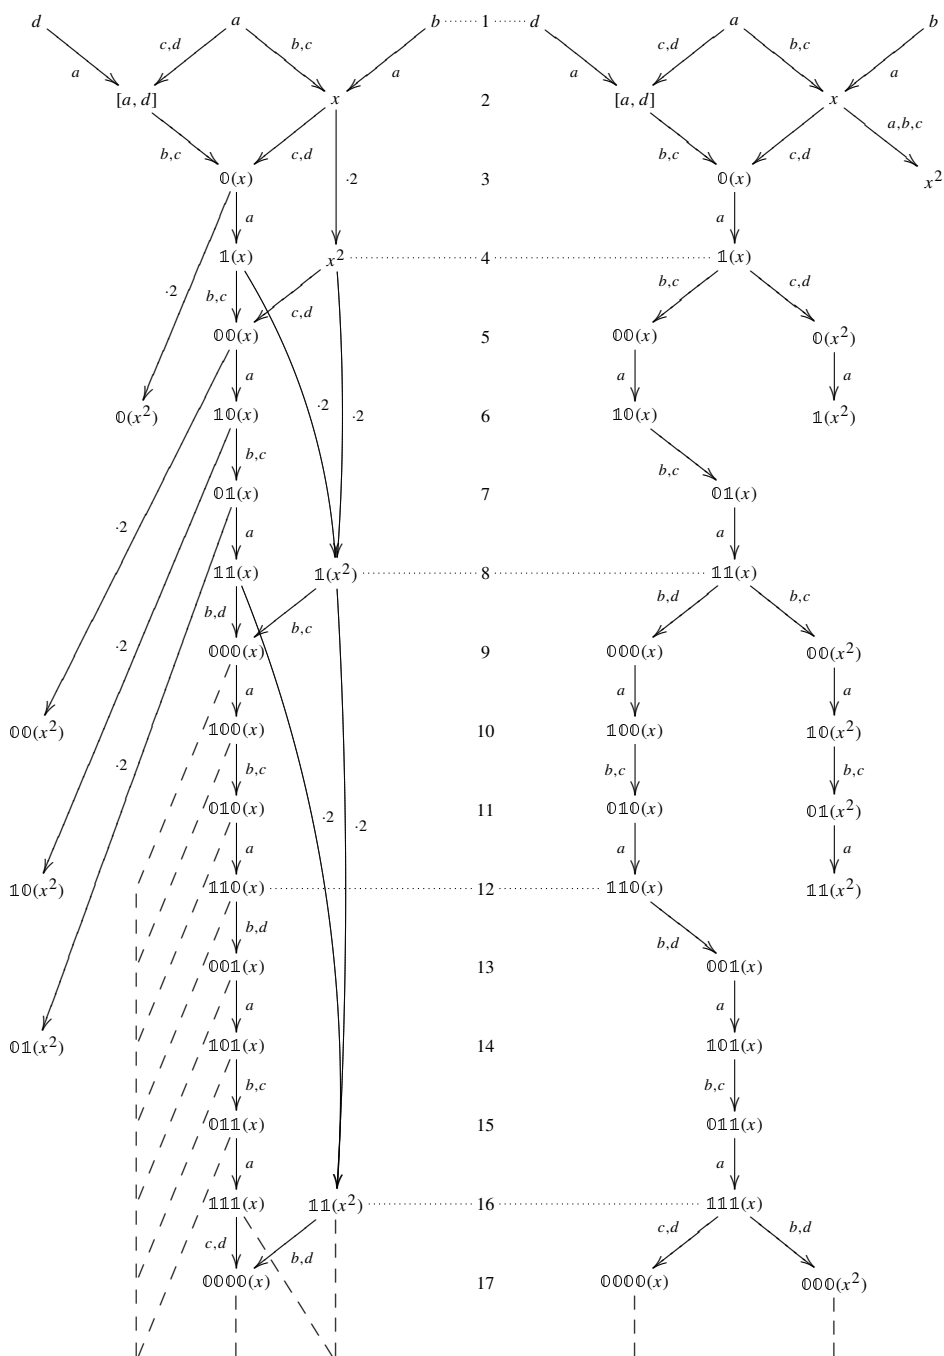 d a b 1 d a b
c,d b,c c,d b,c
a a a a
[a, d] x 2 [a, d] x
a,b,c
b,c c,d b,c c,d
𝟘(x) ·2 3 𝟘(x) x²
a a
𝟙(x) x² 4 𝟙(x)
·2 b,c c,d b,c c,d
𝟘𝟘(x) 5 𝟘𝟘(x) 𝟘(x²)
a a a
·2 ·2
𝟘(x²) 𝟙𝟘(x) 6 𝟙𝟘(x) 𝟙(x²)
b,c b,c
𝟘𝟙(x) 7 𝟘𝟙(x)
·2 a a
𝟙𝟙(x) 𝟙(x²) 8 𝟙𝟙(x)
b,d b,c b,d b,c
·2 𝟘𝟘𝟘(x) 9 𝟘𝟘𝟘(x) 𝟘𝟘(x²)
a a a
𝟘𝟘(x²) 𝟙𝟘𝟘(x) 10 𝟙𝟘𝟘(x) 𝟙𝟘(x²)
·2 b,c b,c b,c
𝟘𝟙𝟘(x) ·2 ·2 11 𝟘𝟙𝟘(x) 𝟘𝟙(x²)
a a a
𝟙𝟘(x²) 𝟙𝟙𝟘(x) 12 𝟙𝟙𝟘(x) 𝟙𝟙(x²)
b,d b,d
𝟘𝟘𝟙(x) 13 𝟘𝟘𝟙(x)
a a
𝟘𝟙(x²) 𝟙𝟘𝟙(x) 14 𝟙𝟘𝟙(x)
b,c b,c
𝟘𝟙𝟙(x) 15 𝟘𝟙𝟙(x)
a a
𝟙𝟙𝟙(x) 𝟙𝟙(x²) 16 𝟙𝟙𝟙(x)
c,d b,d c,d b,d
𝟘𝟘𝟘𝟘(x) 17 𝟘𝟘𝟘𝟘(x) 𝟘𝟘𝟘(x²)